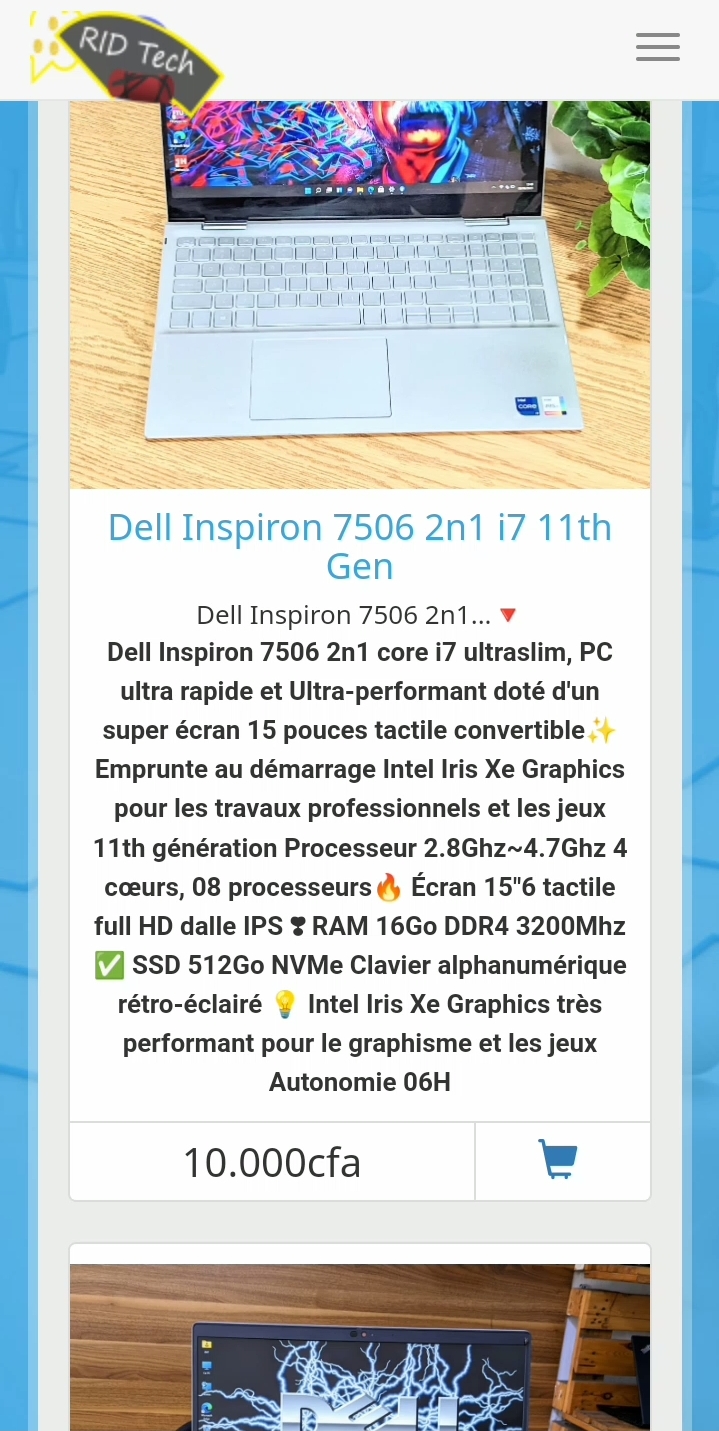 RID Tech
Dell Inspiron 7506 2n1 i7 11th
Gen
Dell Inspiron 7506 2n1...🔻
Dell Inspiron 7506 2n1 core i7 ultraslim, PC
ultra rapide et Ultra-performant doté d'un
super écran 15 pouces tactile convertible✨
Emprunte au démarrage Intel Iris Xe Graphics
pour les travaux professionnels et les jeux
11th génération Processeur 2.8Ghz~4.7Ghz 4
cœurs, 08 processeurs🔥 Écran 15"6 tactile
full HD dalle IPS ❣ RAM 16Go DDR4 3200Mhz
✅ SSD 512Go NVMe Clavier alphanumérique
rétro-éclairé 💡 Intel Iris Xe Graphics très
performant pour le graphisme et les jeux
Autonomie 06H
10.000cfa
DELL